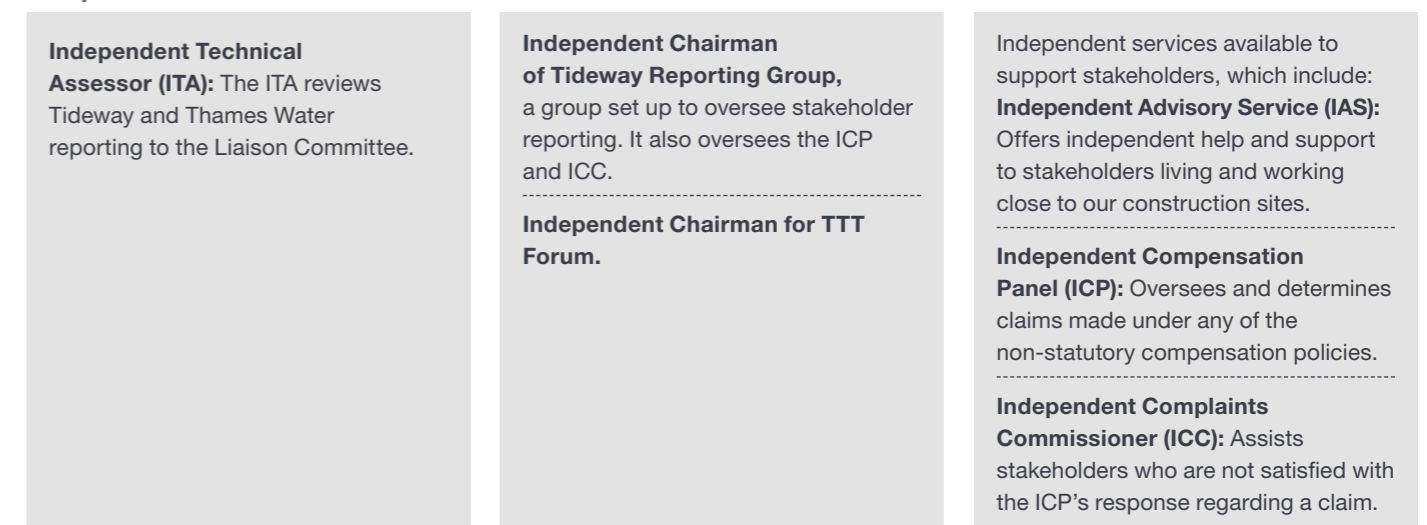 Independent Technical
Assessor (ITA): The ITA reviews
Tideway and Thames Water
reporting to the Liaison Committee.
Independent Chairman
of Tideway Reporting Group,
a group set up to oversee stakeholder
reporting. It also oversees the ICP
and ICC.
Independent Chairman for TTT
Forum.
Independent services available to
support stakeholders, which include:
Independent Advisory Service (IAS):
Offers independent help and support
to stakeholders living and working
close to our construction sites.
Independent Compensation
Panel (ICP): Oversees and determines
claims made under any of the
non-statutory compensation policies.
Independent Complaints
Commissioner (ICC): Assists
stakeholders who are not satisfied with
the ICP's response regarding a claim.